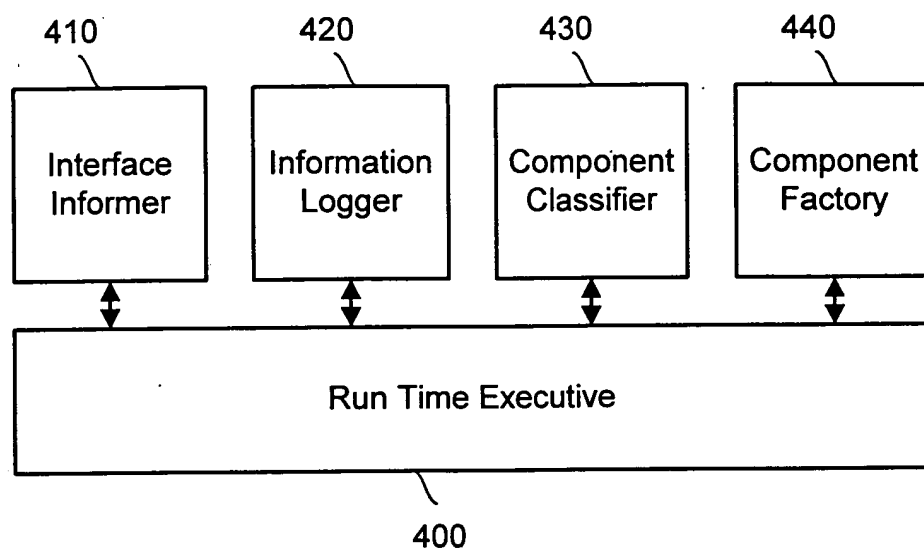 410 420 430 440
Interface Informer
Information Logger
Component Classifier
Component Factory
Run Time Executive
400